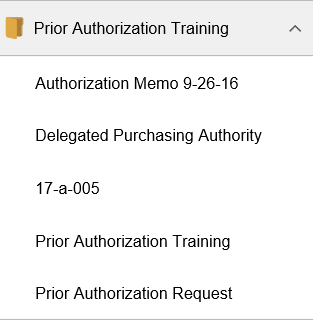 Prior Authorization Training
Authorization Memo 9-26-16
Delegated Purchasing Authority
17-a-005
Prior Authorization Training
Prior Authorization Request